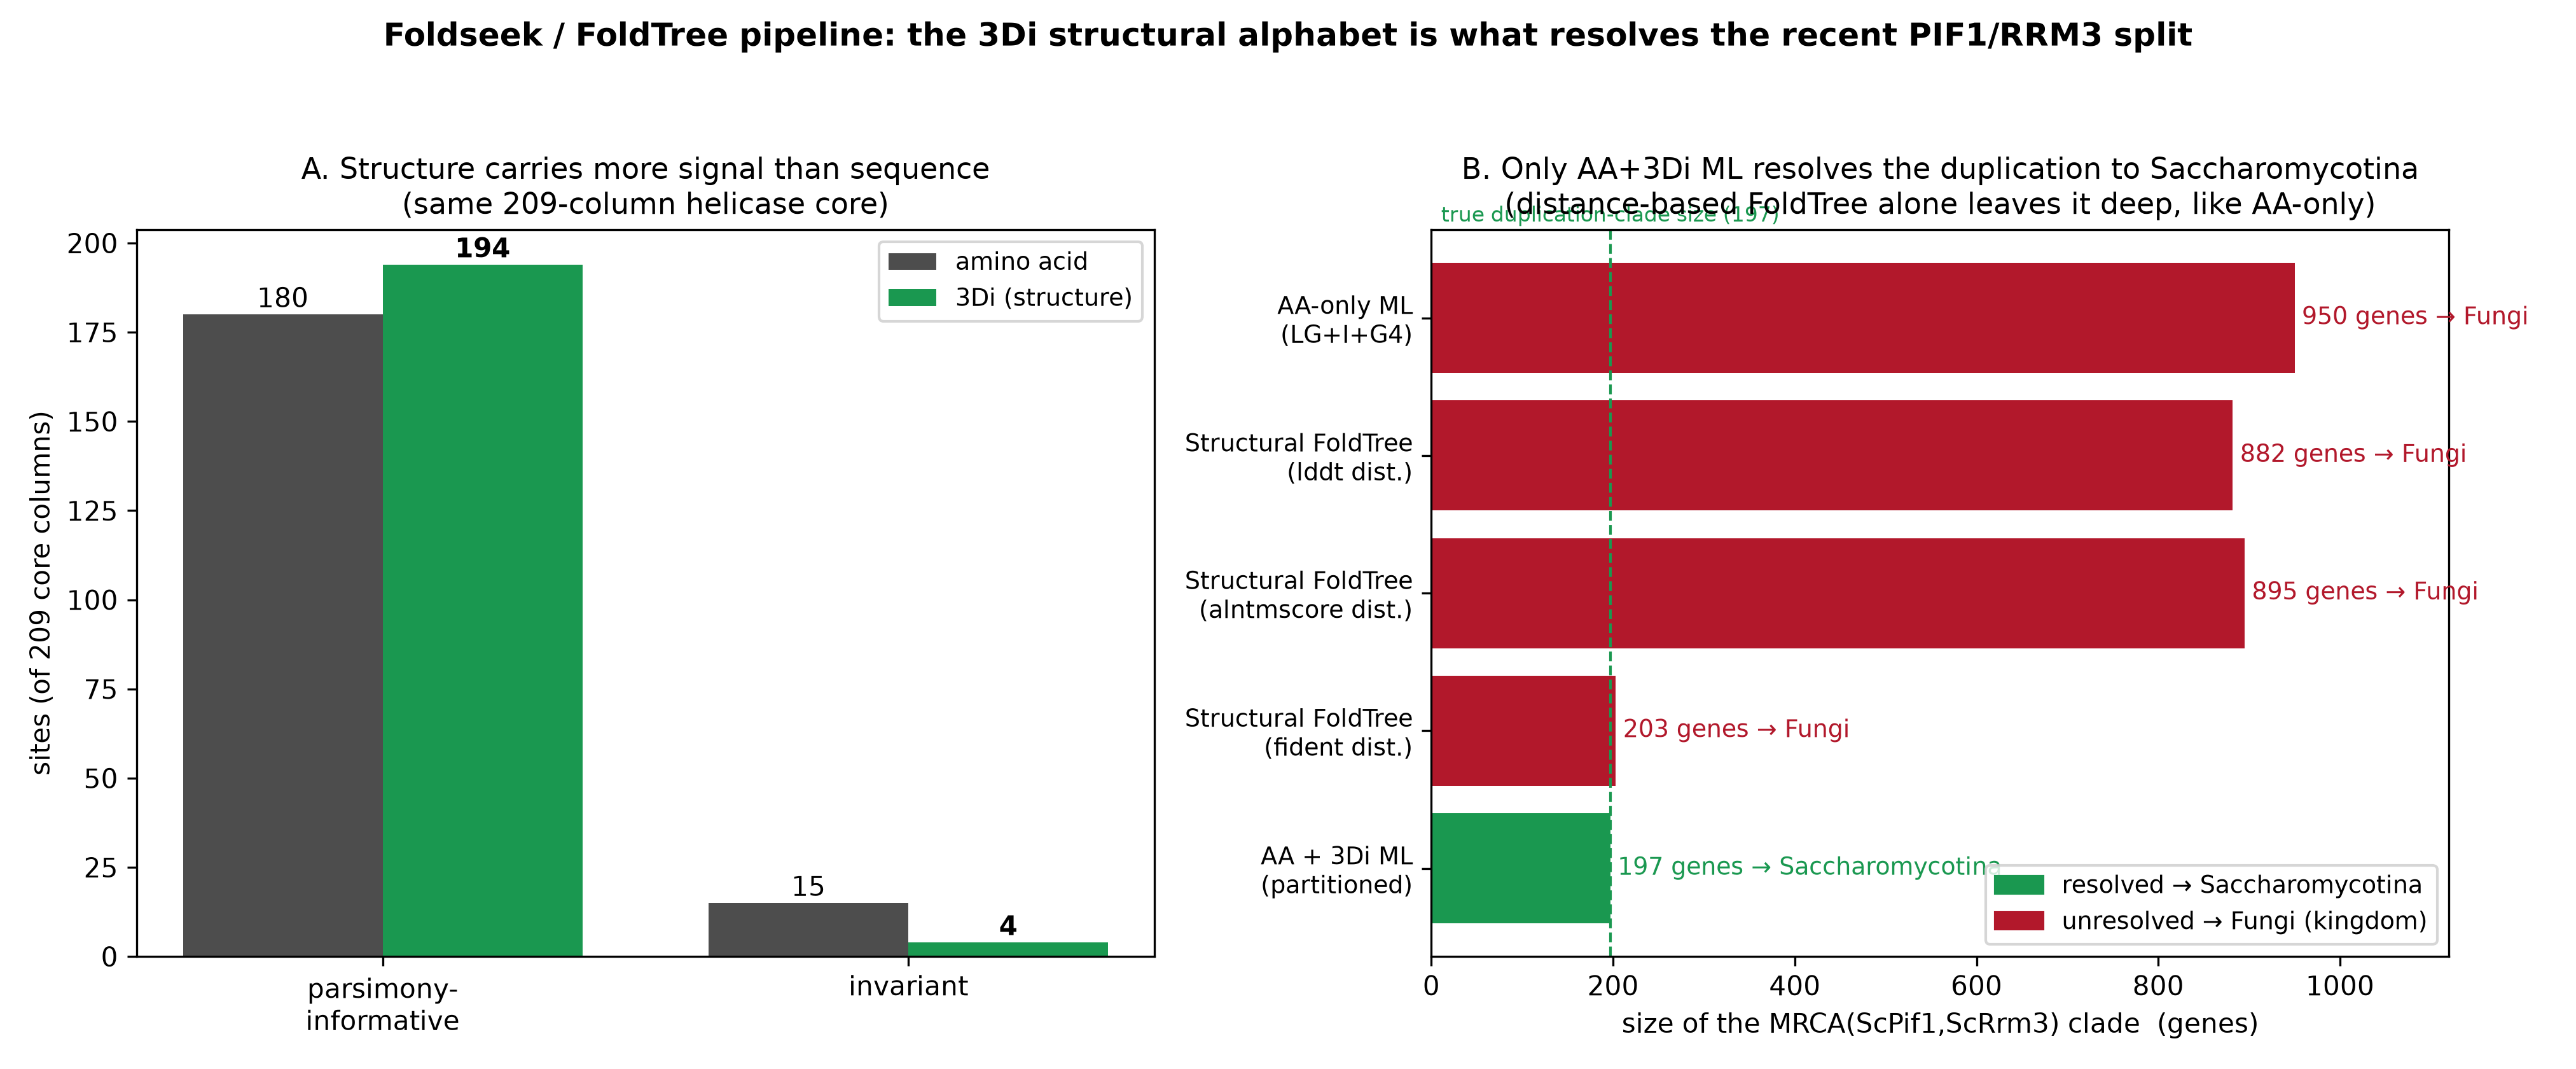 Foldseek / FoldTree pipeline: the 3Di structural alphabet is what resolves the recent PIF1/RRM3 split
A. Structure carries more signal than sequence
(same 209-column helicase core)
sites (of 209 core columns)
200
175
150
125
100
75
50
25
0
180
194
15
4
amino acid
3Di (structure)
parsimony-
informative
invariant
B. Only AA+3Di ML resolves the duplication to Saccharomycotina
(distance-based FoldTree alone leaves it deep, like AA-only)
true duplication-clade size (197)
AA-only ML
(LG+I+G4)
950 genes → Fungi
Structural FoldTree
(lddt dist.)
882 genes → Fungi
Structural FoldTree
(alntmscore dist.)
895 genes → Fungi
Structural FoldTree
(fident dist.)
203 genes → Fungi
AA + 3Di ML
(partitioned)
197 genes → Saccharomycotina
resolved → Saccharomycotina
unresolved → Fungi (kingdom)
0
200
400
600
800
1000
size of the MRCA(ScPif1,ScRrm3) clade (genes)